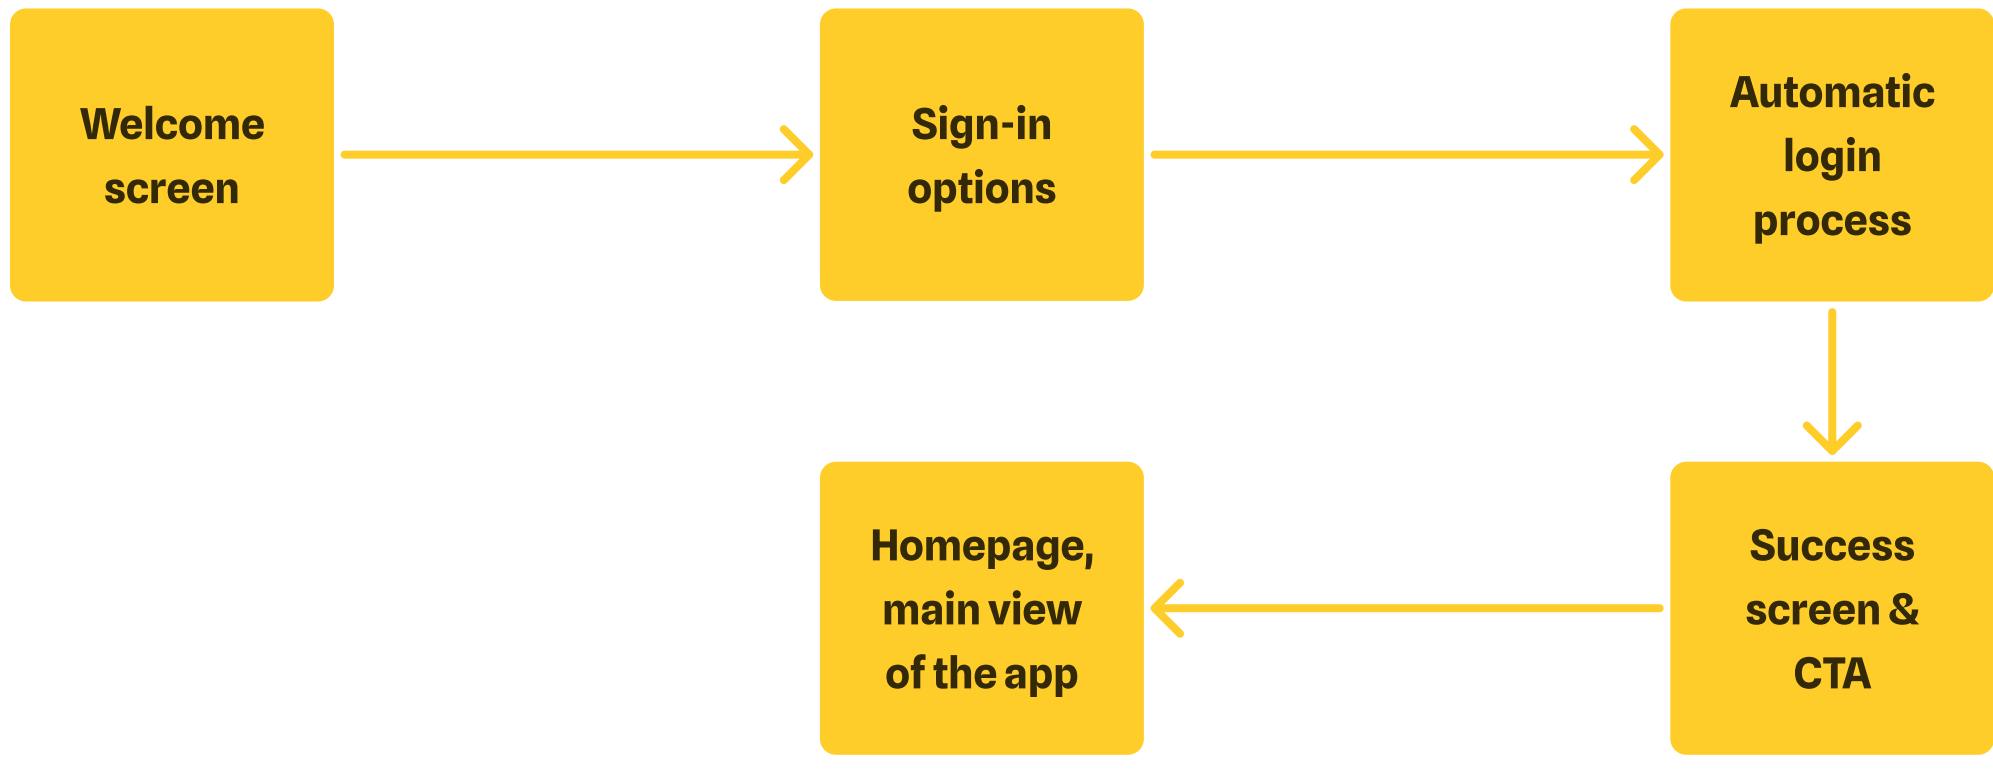 Welcome
screen
Sign-in
options
Automatic
login
process
Success
screen &
CTA
Homepage,
main view
of the app